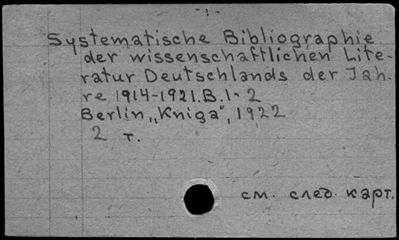 - 1 -
Systematische Bibliographie
der wissenschaftlichen Lite-
ratur Deutschlands der Jah-
re 1914-1921. B. 1-2
Berlin, „Kniga", 1922
2 т.
см. след. карт.